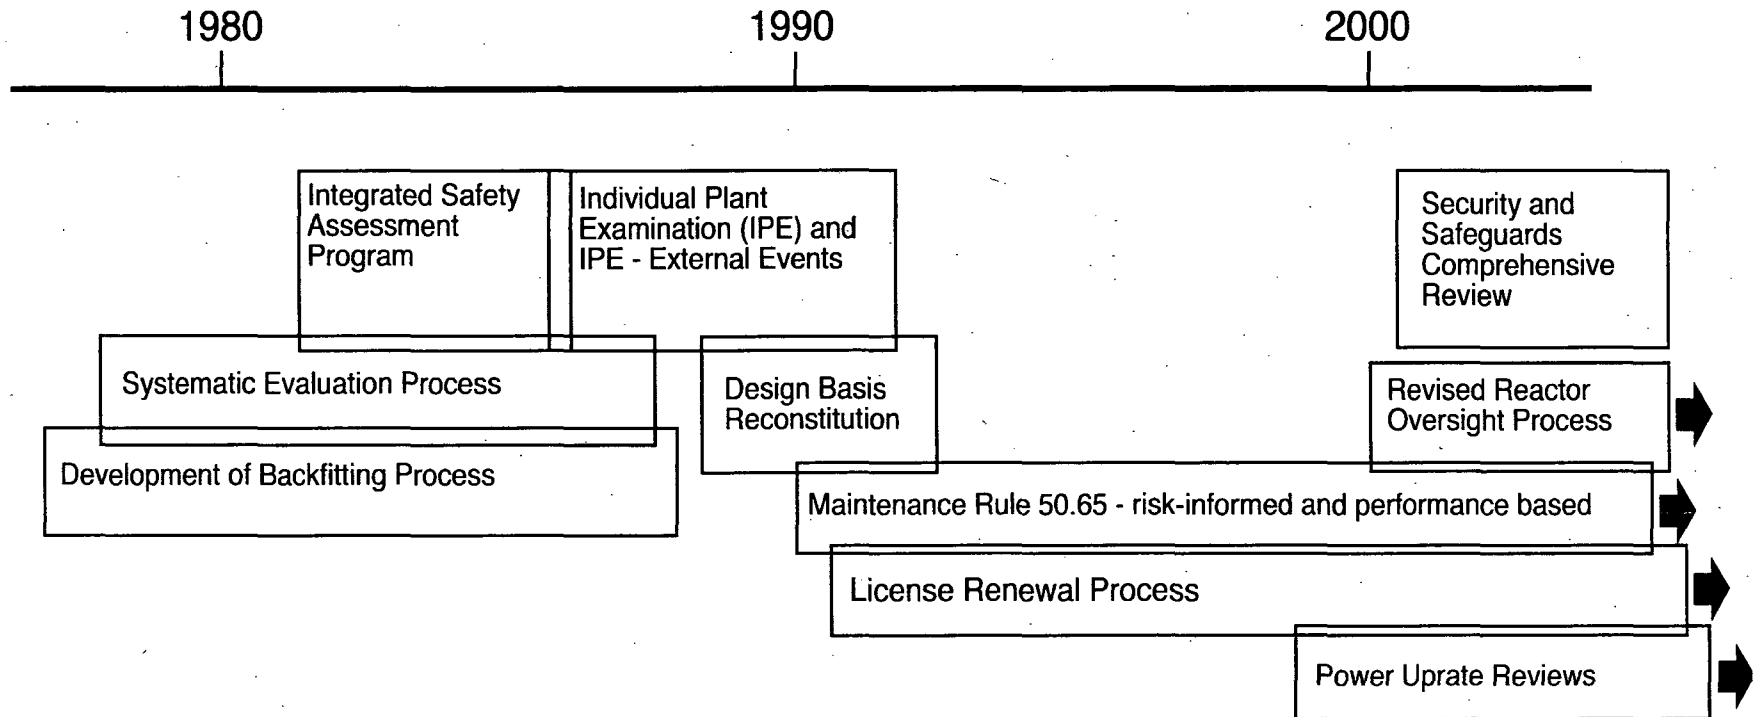 1980
1990
2000
Integrated Safety
Assessment
Program
Individual Plant
Examination (IPE) and
IPE - External Events
Security and
Safeguards
Comprehensive
Review
Systematic Evaluation Process
Design Basis
Reconstitution
Revised Reactor
Oversight Process
Development of Backfitting Process
Maintenance Rule 50.65 - risk-informed and performance based
License Renewal Process
Power Uprate Reviews